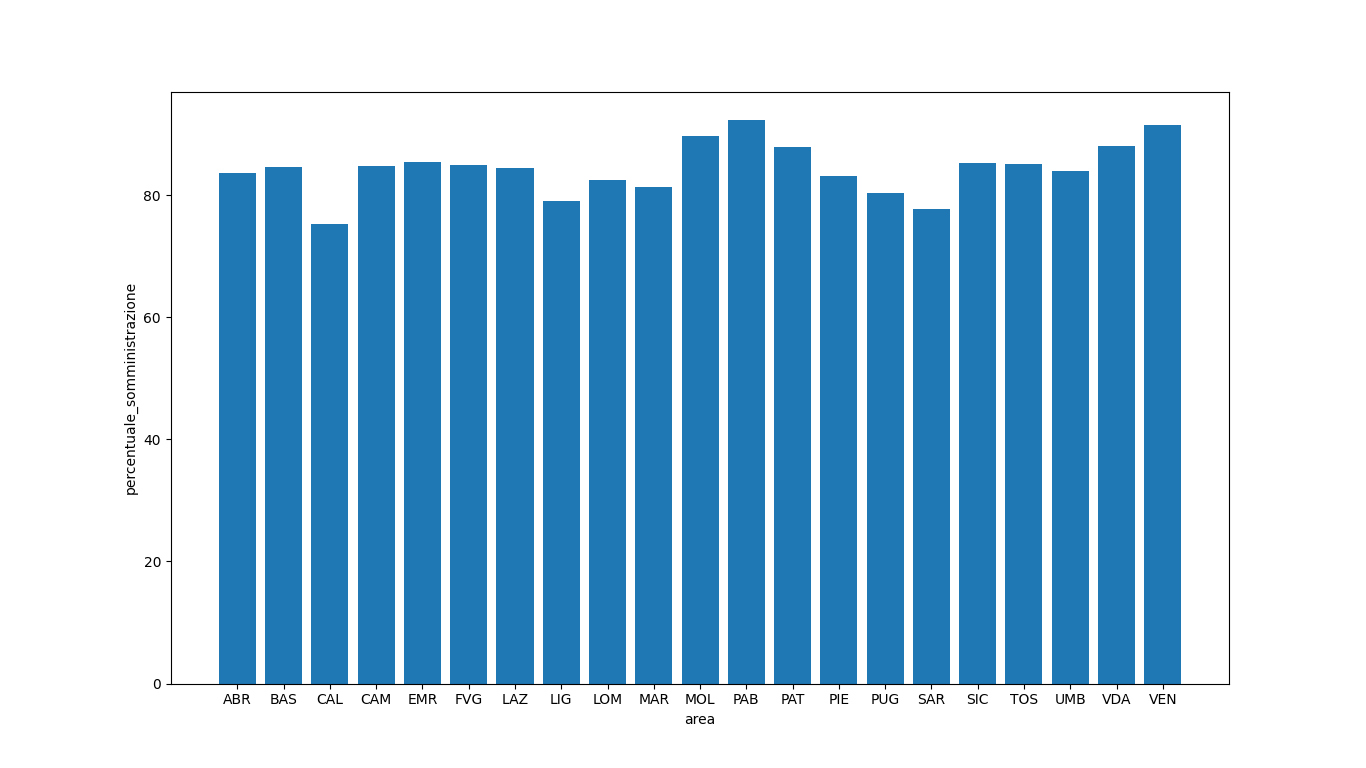 percentuale_somministrazione
80
60
40
20
0
ABR BAS CAL CAM EMR FVG LAZ LIG LOM MAR MOL PAB PAT PIE PUG SAR SIC TOS UMB VDA VEN
area